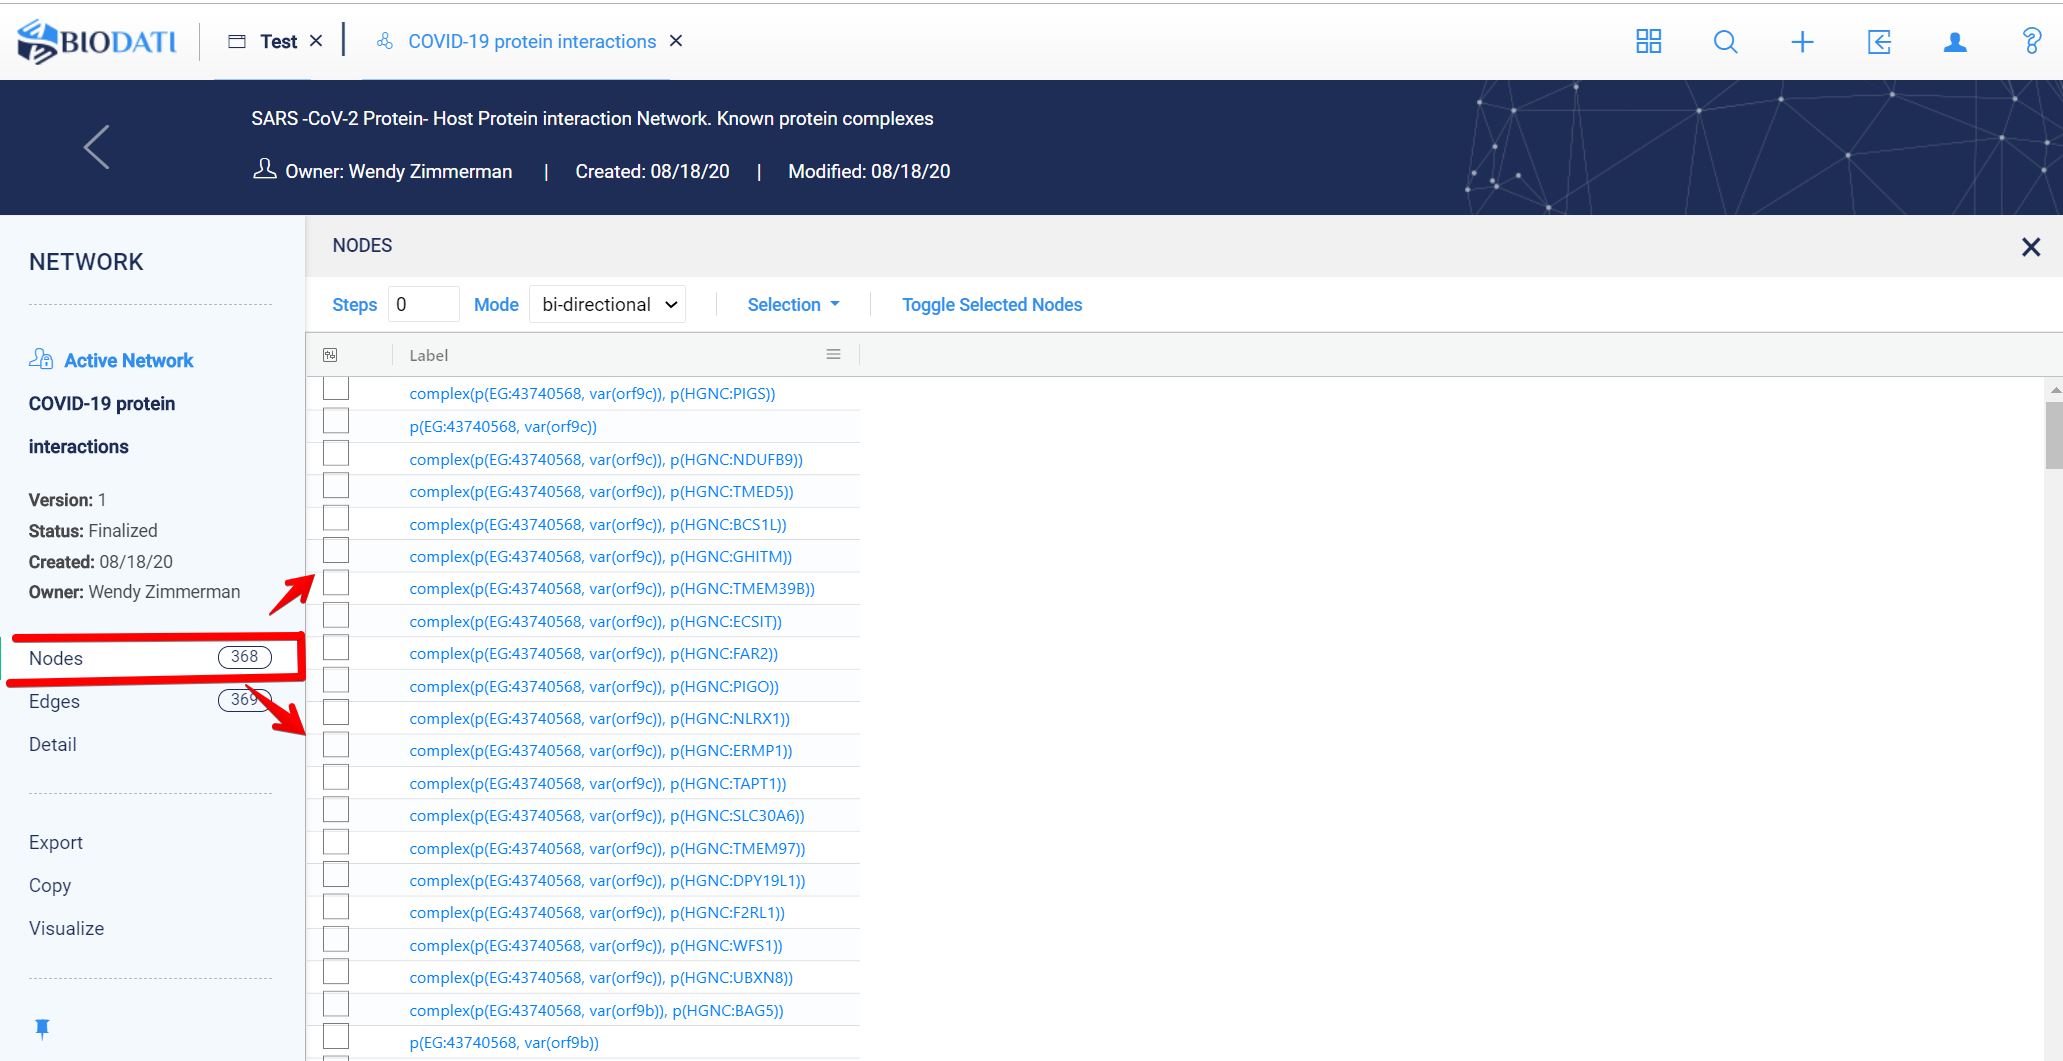 BIODATI
Test
COVID-19 protein interactions
SARS -CoV-2 Protein- Host Protein interaction Network. Known protein complexes
Owner: Wendy Zimmerman | Created: 08/18/20 | Modified: 08/18/20
NETWORK
Active Network
COVID-19 protein
interactions
Version: 1
Status: Finalized
Created: 08/18/20
Owner: Wendy Zimmerman
Nodes 368
Edges 369
Detail
Export
Copy
Visualize
NODES
Steps 0 Mode bi-directional Selection Toggle Selected Nodes
Label
complex(p(EG:43740568, var(orf9c)), p(HGNC:PIGS))
p(EG:43740568, var(orf9c))
complex(p(EG:43740568, var(orf9c)), p(HGNC:NDUFB9))
complex(p(EG:43740568, var(orf9c)), p(HGNC:TMED5))
complex(p(EG:43740568, var(orf9c)), p(HGNC:BCS1L))
complex(p(EG:43740568, var(orf9c)), p(HGNC:GHITM))
complex(p(EG:43740568, var(orf9c)), p(HGNC:TMEM39B))
complex(p(EG:43740568, var(orf9c)), p(HGNC:ECSIT))
complex(p(EG:43740568, var(orf9c)), p(HGNC:FAR2))
complex(p(EG:43740568, var(orf9c)), p(HGNC:PIGO))
complex(p(EG:43740568, var(orf9c)), p(HGNC:NLRX1))
complex(p(EG:43740568, var(orf9c)), p(HGNC:ERMP1))
complex(p(EG:43740568, var(orf9c)), p(HGNC:TAPT1))
complex(p(EG:43740568, var(orf9c)), p(HGNC:SLC30A6))
complex(p(EG:43740568, var(orf9c)), p(HGNC:TMEM97))
complex(p(EG:43740568, var(orf9c)), p(HGNC:DPY19L1))
complex(p(EG:43740568, var(orf9c)), p(HGNC:F2RL1))
complex(p(EG:43740568, var(orf9c)), p(HGNC:WFS1))
complex(p(EG:43740568, var(orf9c)), p(HGNC:UBXN8))
complex(p(EG:43740568, var(orf9b)), p(HGNC:BAG5))
p(EG:43740568, var(orf9b))